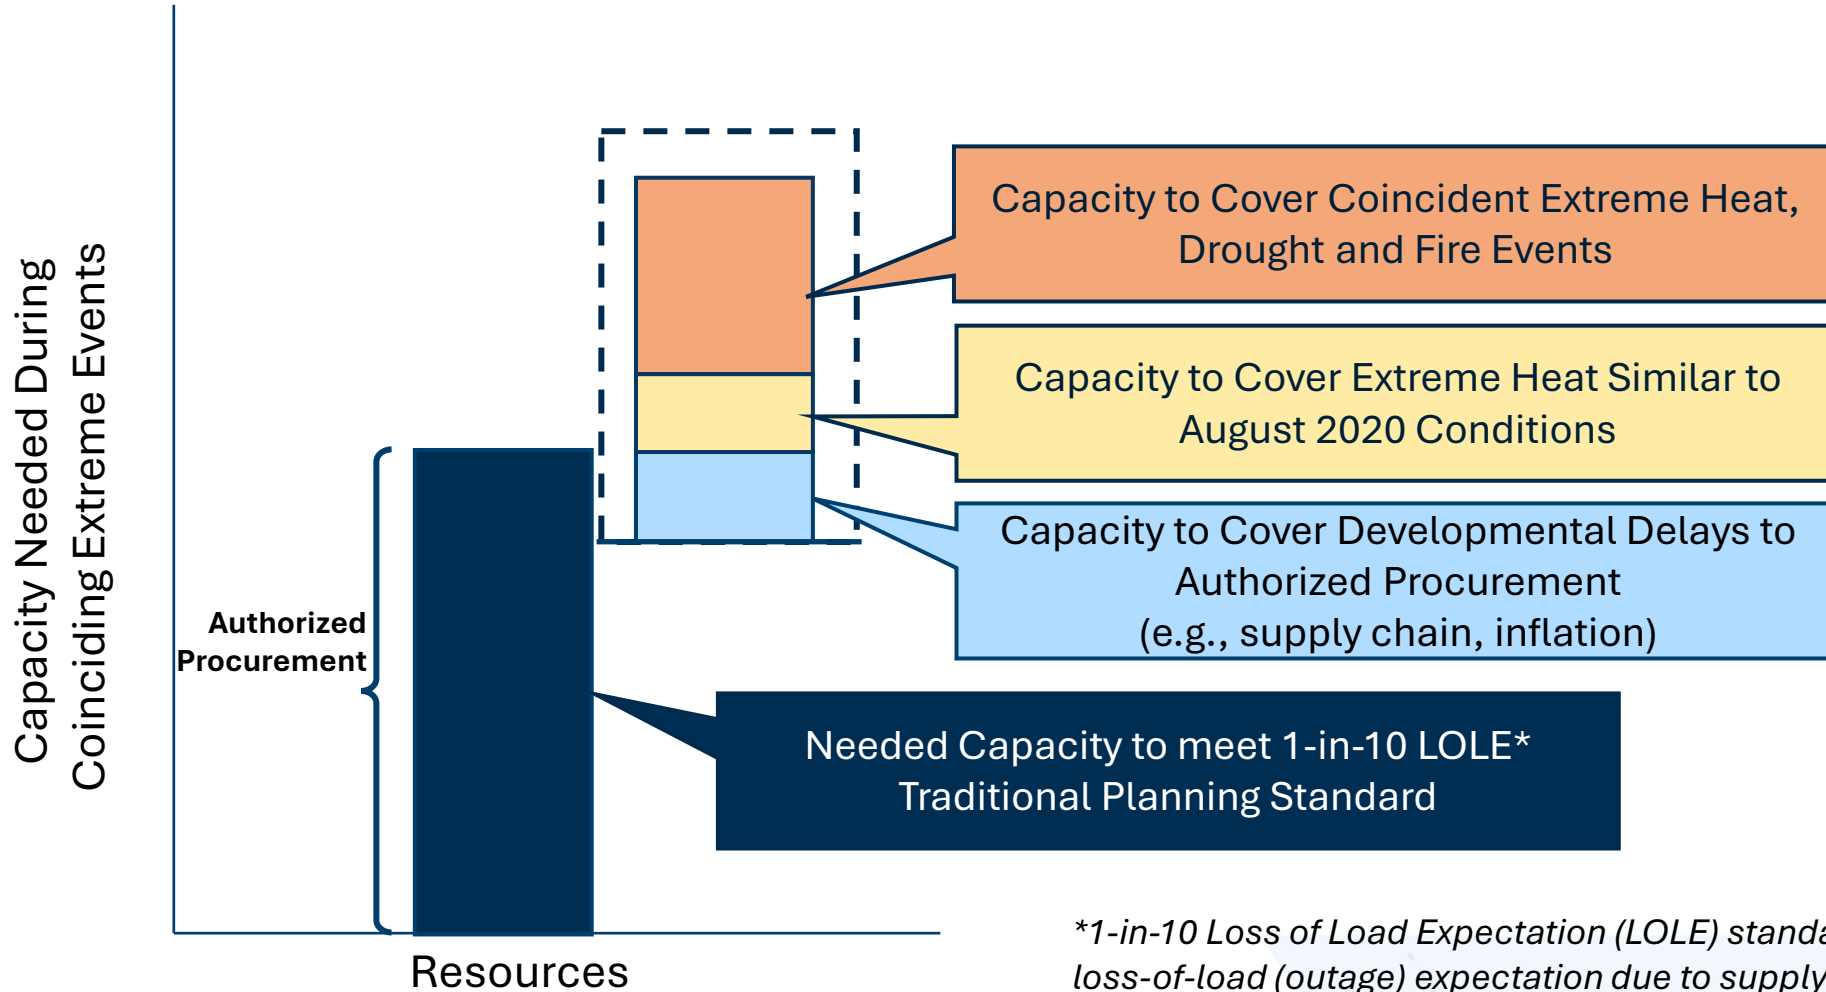 Capacity Needed During
Coinciding Extreme Events
Capacity to Cover Coincident Extreme Heat,
Drought and Fire Events
Capacity to Cover Extreme Heat Similar to
August 2020 Conditions
Capacity to Cover Developmental Delays to
Authorized Procurement
(e.g., supply chain, inflation)
Authorized
Procurement
Needed Capacity to meet 1-in-10 LOLE*
Traditional Planning Standard
Resources
*1-in-10 Loss of Load Expectation (LOLE)
loss-of-load (outage) expectation due to supply